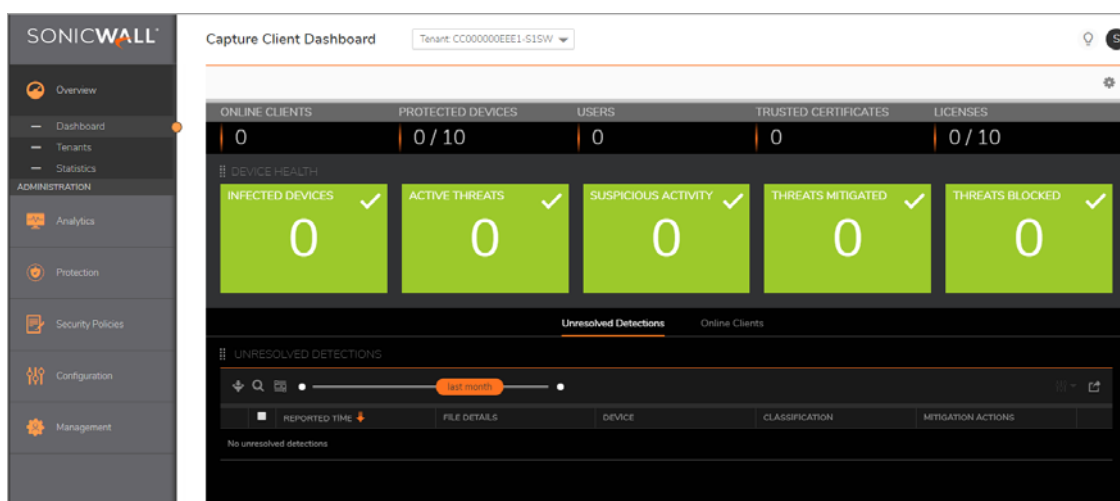 SONICWALL
Capture Client Dashboard
Tenant: CC000000EEE1-S1SW
S
Overview
Dashboard
Tenants
Statistics
ADMINISTRATION
Analytics
Protection
Security Policies
Configuration
Management
ONLINE CLIENTS PROTECTED DEVICES USERS TRUSTED CERTIFICATES LICENSES
0 0 / 10 0 0 0 / 10
DEVICE HEALTH
INFECTED DEVICES ACTIVE THREATS SUSPICIOUS ACTIVITY THREATS MITIGATED THREATS BLOCKED
0 0 0 0 0
Unresolved Detections Online Clients
UNRESOLVED DETECTIONS
last month
REPORTED TIME FILE DETAILS DEVICE CLASSIFICATION MITIGATION ACTIONS
No unresolved detections